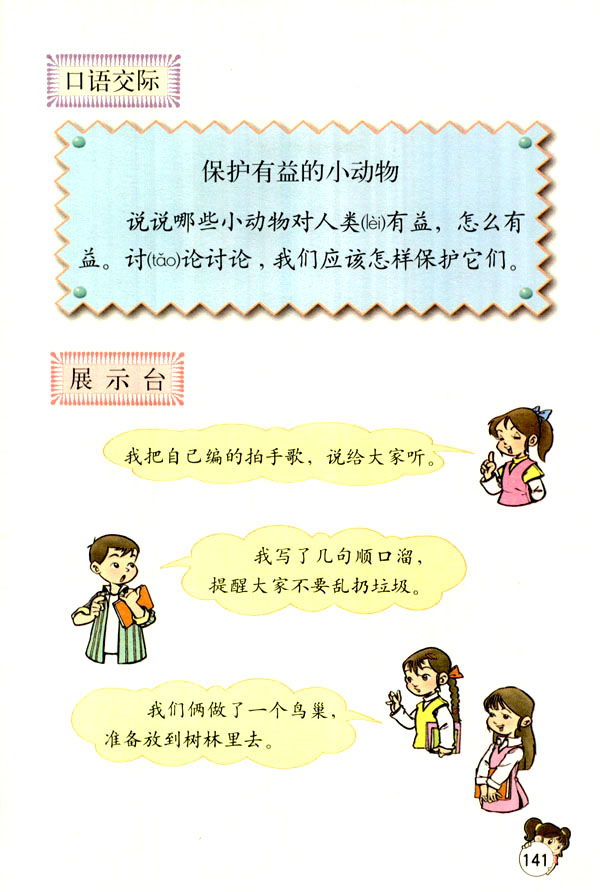 口语交际
保护有益的小动物
说说哪些小动物对人类(lèi)有益，怎么有
益。讨(tǎo)论讨论，我们应该怎样保护它们。
展示台
我把自己编的拍手歌，说给大家听。
我写了几句顺口溜，
提醒大家不要乱扔垃圾。
我们俩做了一个鸟巢，
准备放到树林里去。
141